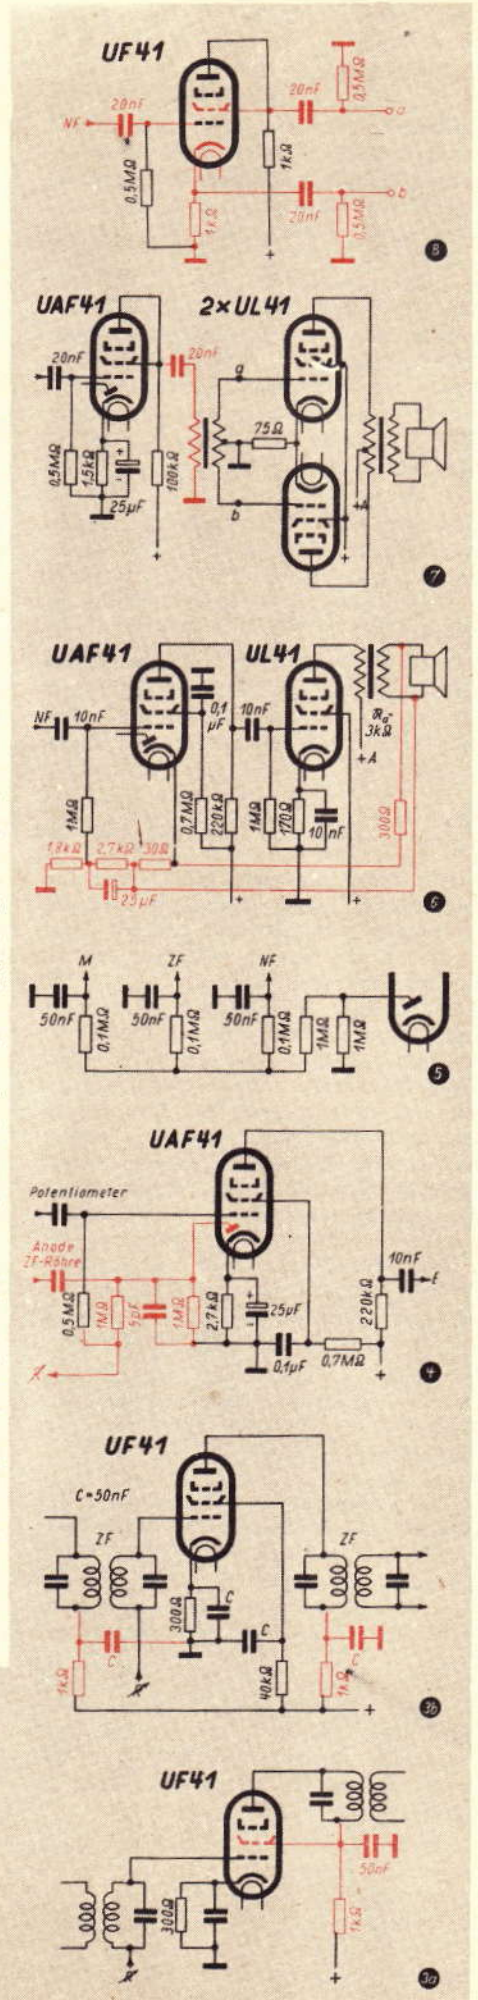 UF41
20nF
NF
0,5MΩ
1kΩ
20nF
0,5MΩ
a
1kΩ
b
20nF
0,5MΩ
+
8
UAF41
2×UL41
20nF
20nF
a
0,5MΩ
1,5kΩ
25µF
100kΩ
75Ω
b
+A
+
+
7
UAF41
UL41
NF
10nF
0,1
µF
10nF
Ra-
3kΩ
+A
1MΩ
0,7MΩ
220kΩ
1MΩ
170Ω
10nF
300Ω
1,8kΩ
2,7kΩ
30Ω
25µF
+
+
6
M
ZF
NF
50nF
0,1MΩ
50nF
0,1MΩ
50nF
0,1MΩ
1MΩ
1MΩ
5
UAF41
Potentiometer
Anode
ZF-Röhre
10nF
E
0,5MΩ
1MΩ
5pF
1MΩ
2,7kΩ
25µF
220kΩ
0,1µF
0,7MΩ
+
4
UF41
C=50nF
ZF
ZF
300Ω
C
C
C
C
1kΩ
40kΩ
1kΩ
+
3b
UF41
300Ω
50nF
1kΩ
+
3a